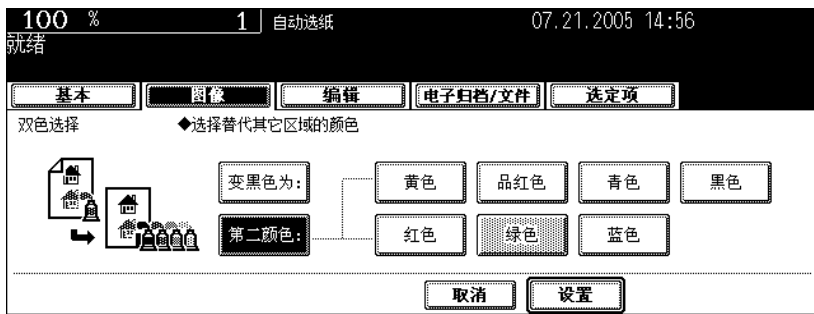 100 % 1 自动选纸 07.21.2005 14:56
就绪
基本 图像 编辑 电子归档/文件 选定项
双色选择 ◆选择替代其它区域的颜色
变黑色为: 黄色 品红色 青色 黑色
第二颜色: 红色 绿色 蓝色
取消 设置